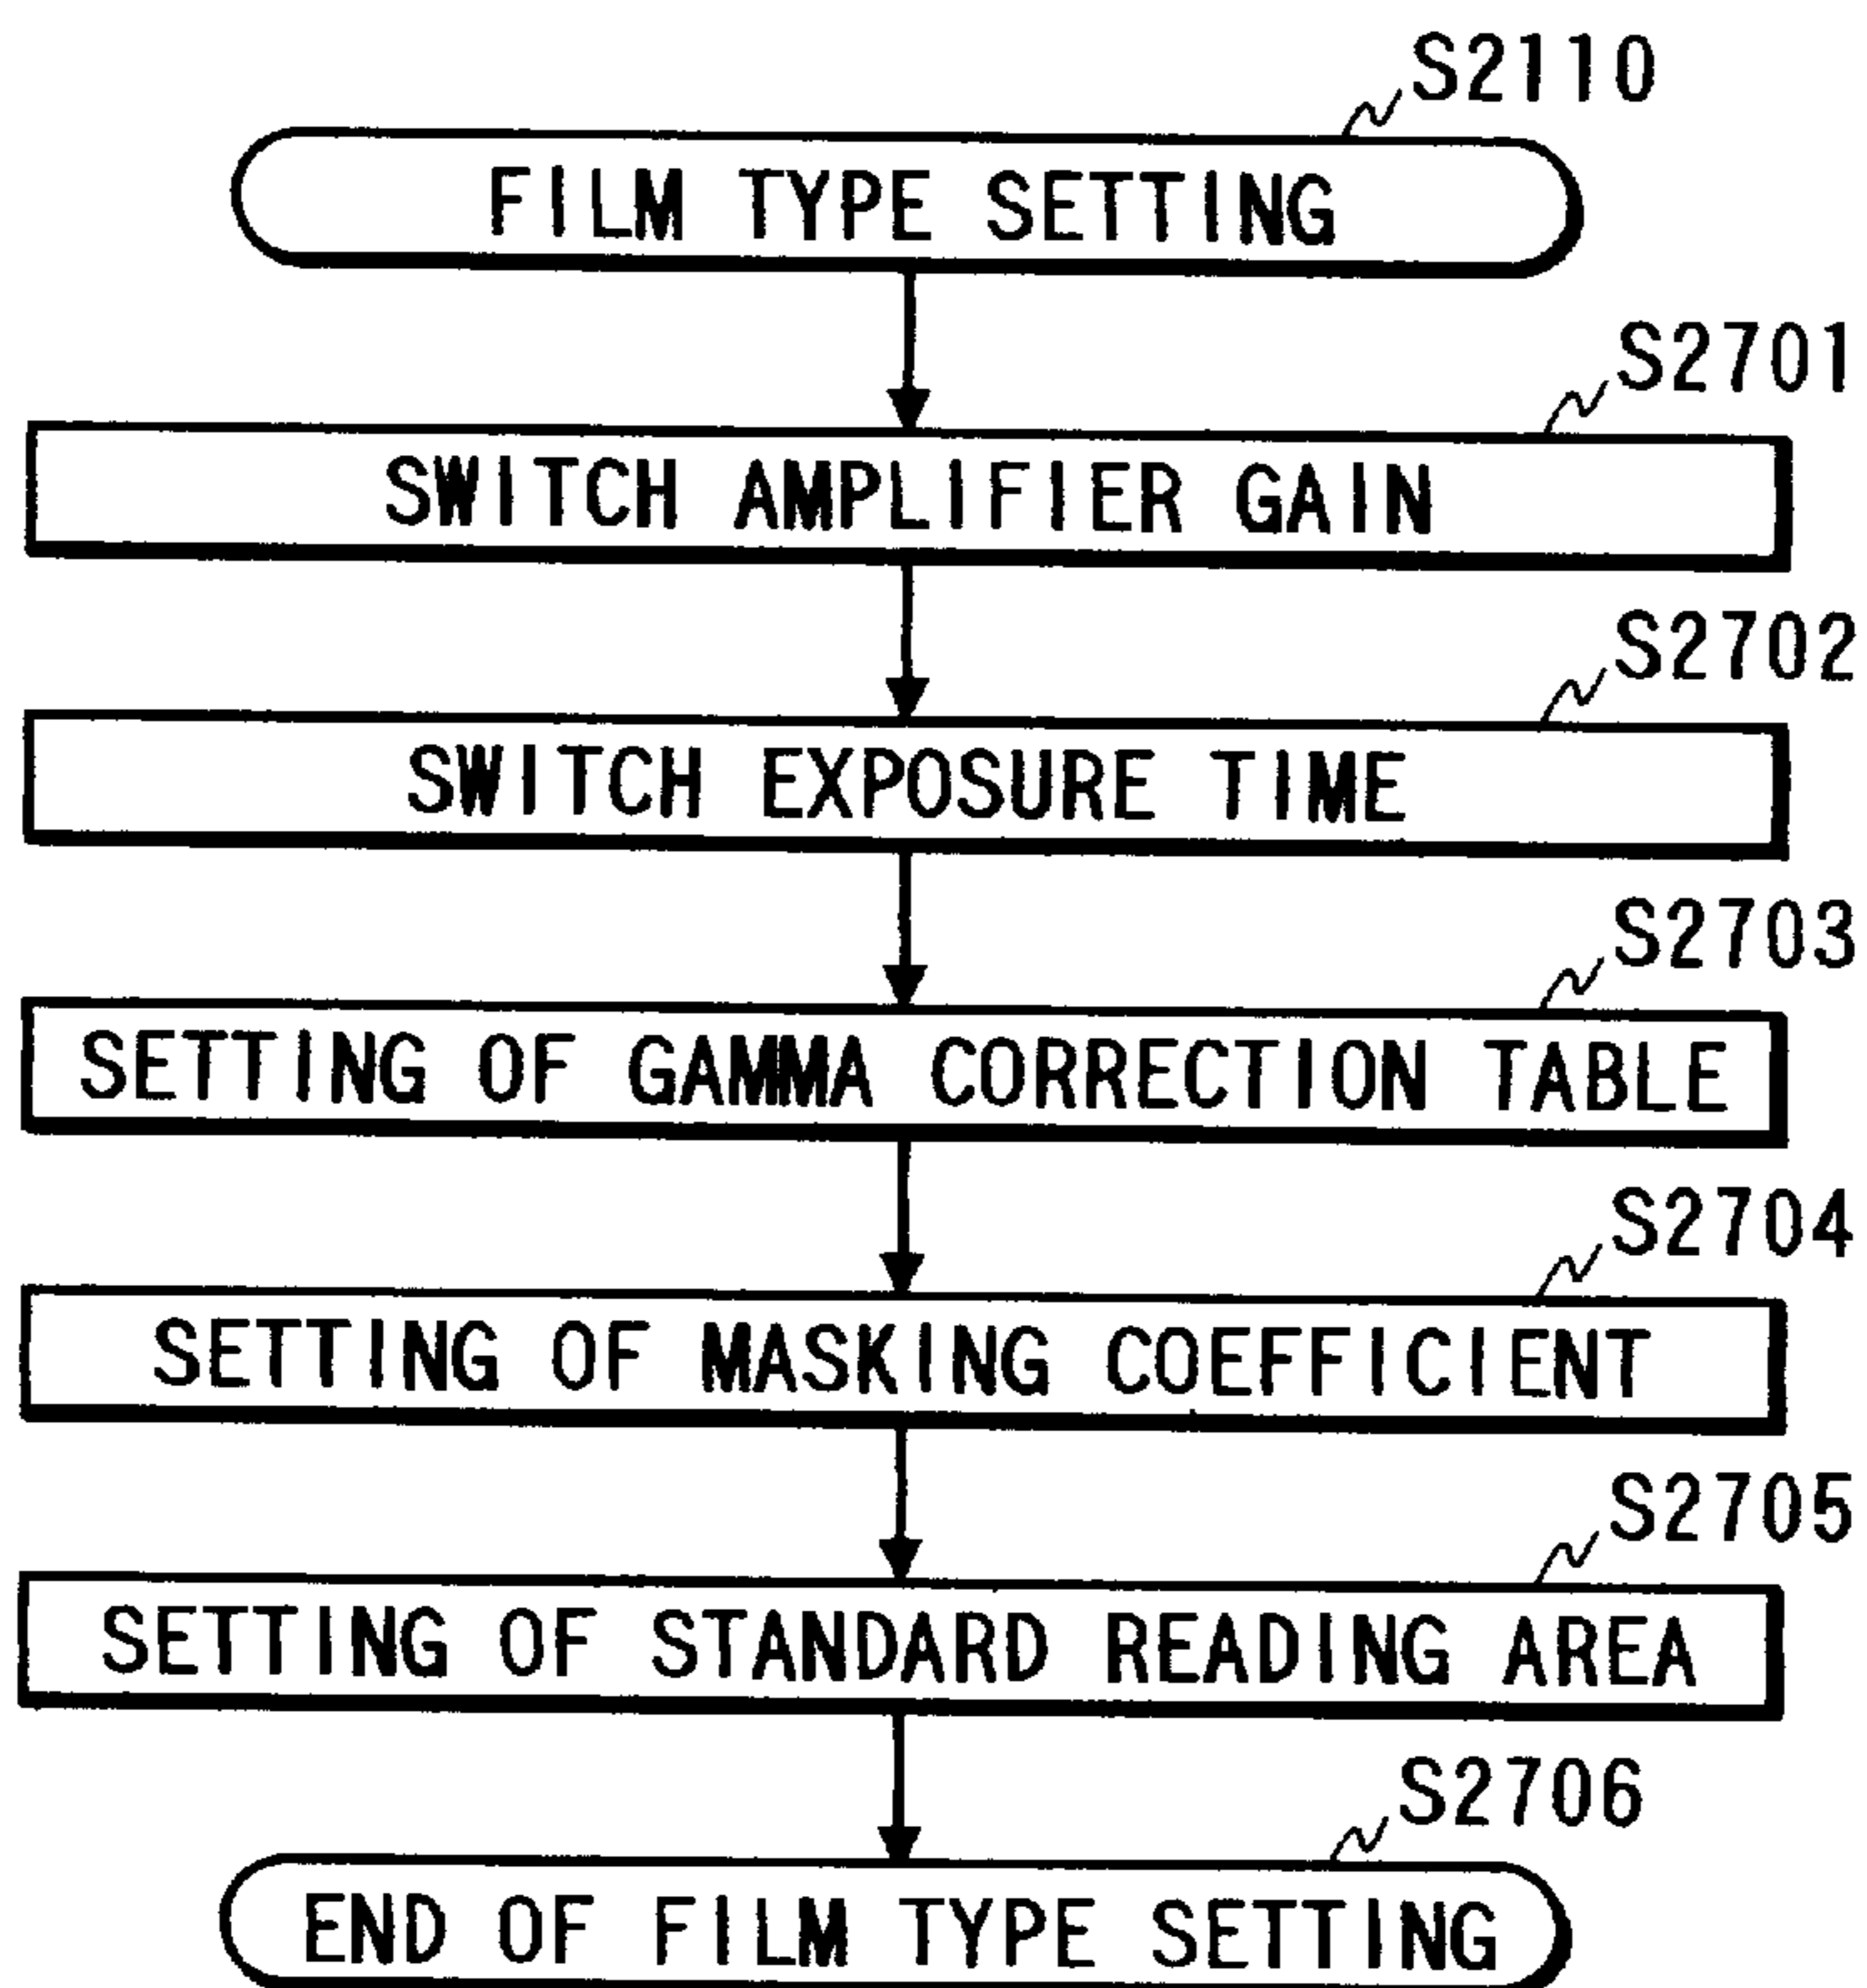 S2110
FILM TYPE SETTING
S2701
SWITCH AMPLIFIER GAIN
S2702
SWITCH EXPOSURE TIME
S2703
SETTING OF GAMMA CORRECTION TABLE
S2704
SETTING OF MASKING COEFFICIENT
S2705
SETTING OF STANDARD READING AREA
S2706
END OF FILM TYPE SETTING